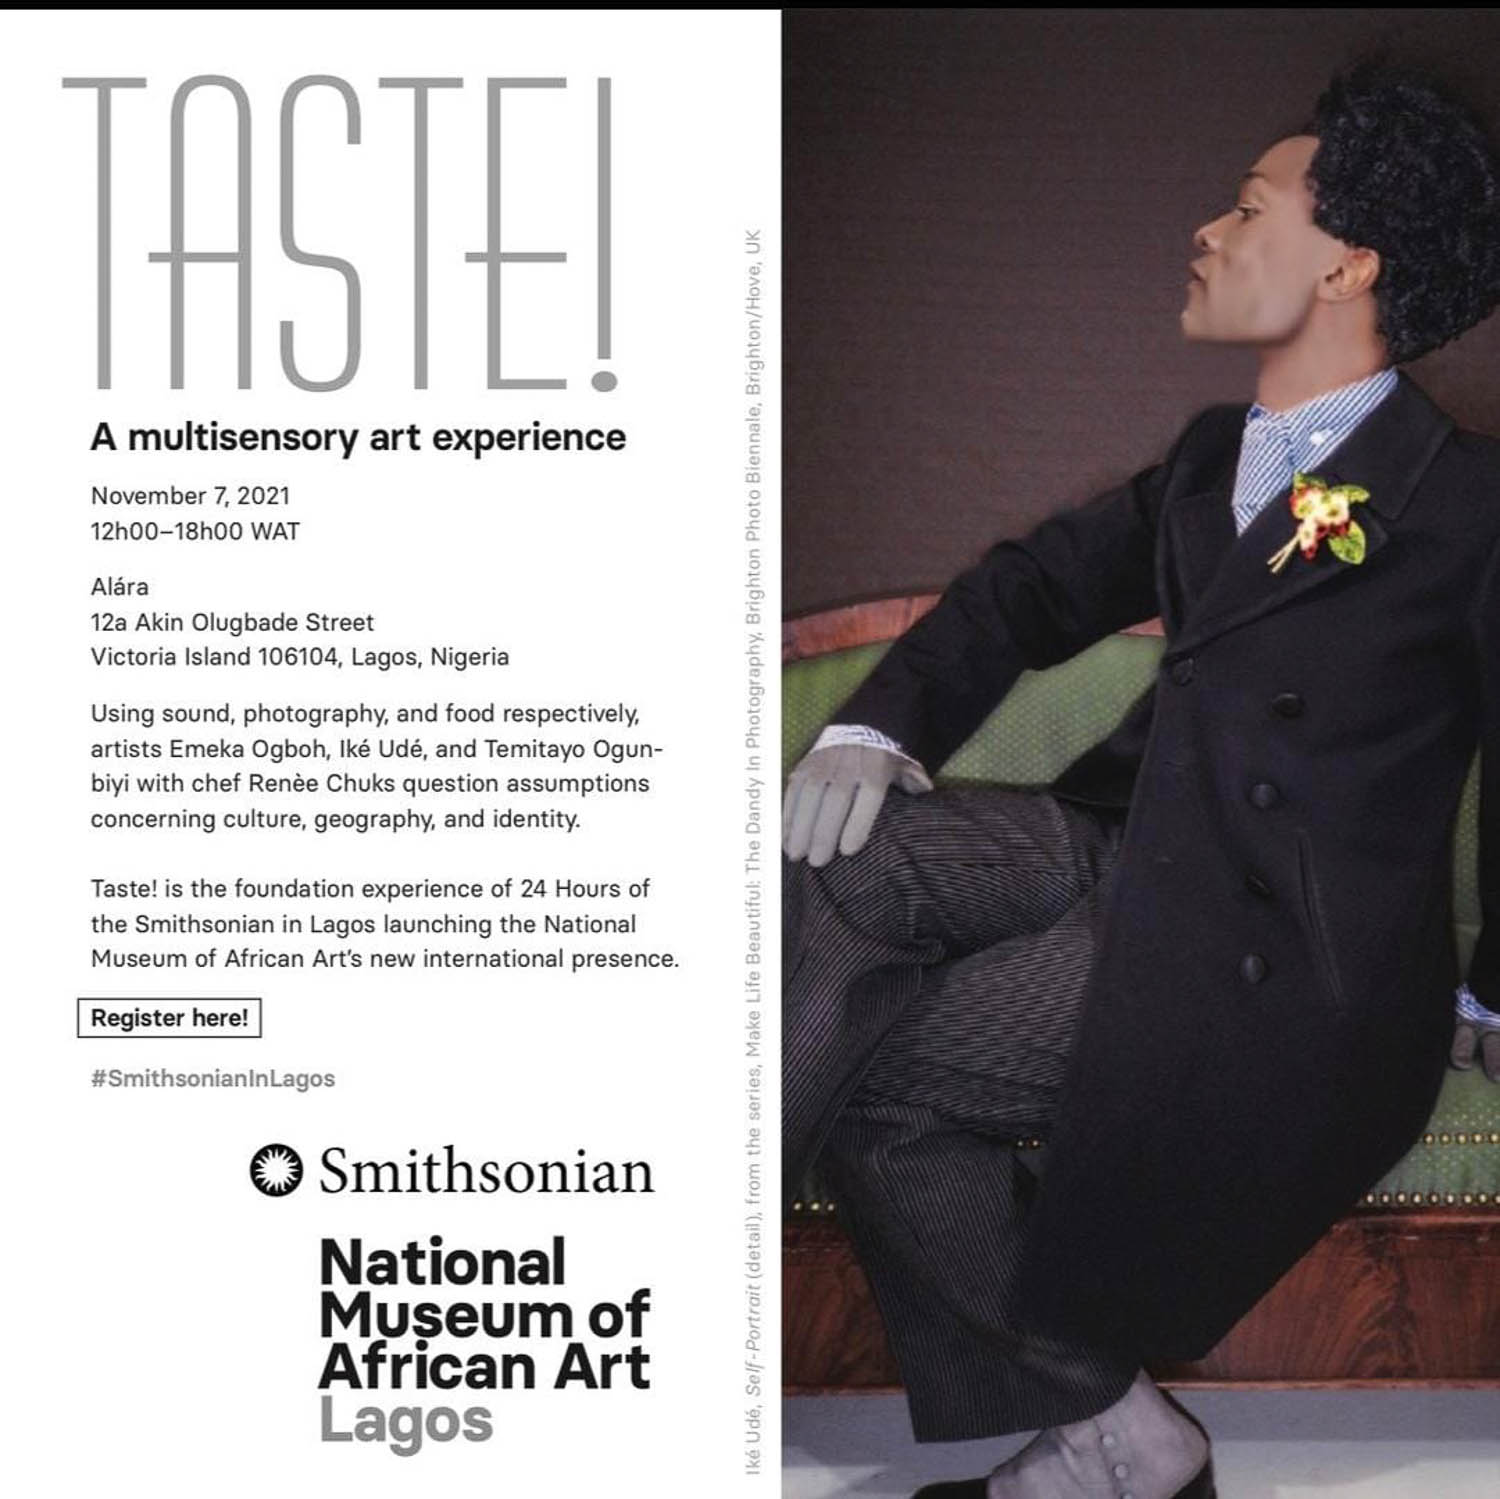 TASTE!
A multisensory art experience
November 7, 2021
12h00–18h00 WAT
Alára
12a Akin Olugbade Street
Victoria Island 106104, Lagos, Nigeria
Using sound, photography, and food respectively,
artists Emeka Ogboh, Iké Udé, and Temitayo Ogun-
biyi with chef Renèe Chuks question assumptions
concerning culture, geography, and identity.
Taste! is the foundation experience of 24 Hours of
the Smithsonian in Lagos launching the National
Museum of African Art's new international presence.
Register here!
#SmithsonianInLagos
Smithsonian
National
Museum of
African Art
Lagos
Iké Udé, Self-Portrait (detail), from the series, Make Life Beautiful: The Dandy In Photography, Brighton Photo Biennale, Brighton/Hove, UK